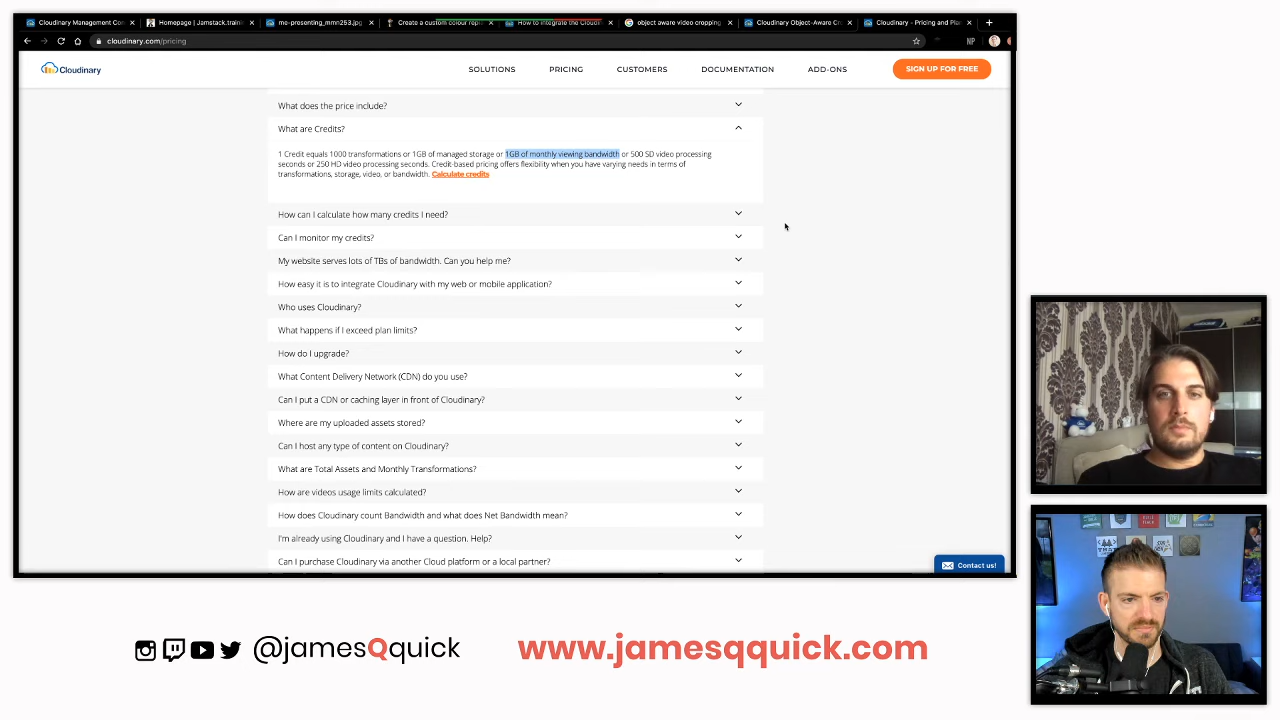 Cloudinary Management Con
Homepage | Jamstack.train
me-presenting_mmn263.jpg
Create a custom colour repl
How to integrate the Cloudi
object aware video cropping
Cloudinary Object-Aware Cr
Cloudinary - Pricing and Pla
cloudinary.com/pricing
NP
Cloudinary
SOLUTIONS
PRICING
CUSTOMERS
DOCUMENTATION
ADD-ONS
SIGN UP FOR FREE
What does the price include?
What are Credits?
1 Credit equals 1000 transformations or 1GB of managed storage or 1GB of monthly viewing bandwidth or 500 SD video processing
seconds or 250 HD video processing seconds. Credit-based pricing offers flexibility when you have varying needs in terms of
transformations, storage, video, or bandwidth. Calculate credits
How can I calculate how many credits I need?
Can I monitor my credits?
My website serves lots of TBs of bandwidth. Can you help me?
How easy it is to integrate Cloudinary with my web or mobile application?
Who uses Cloudinary?
What happens if I exceed plan limits?
How do I upgrade?
What Content Delivery Network (CDN) do you use?
Can I put a CDN or caching layer in front of Cloudinary?
Where are my uploaded assets stored?
Can I host any type of content on Cloudinary?
What are Total Assets and Monthly Transformations?
How are videos usage limits calculated?
How does Cloudinary count Bandwidth and what does Net Bandwidth mean?
I'm already using Cloudinary and I have a question. Help?
Can I purchase Cloudinary via another Cloud platform or a local partner?
Contact us!
@jamesQquick
www.jamesqquick.com